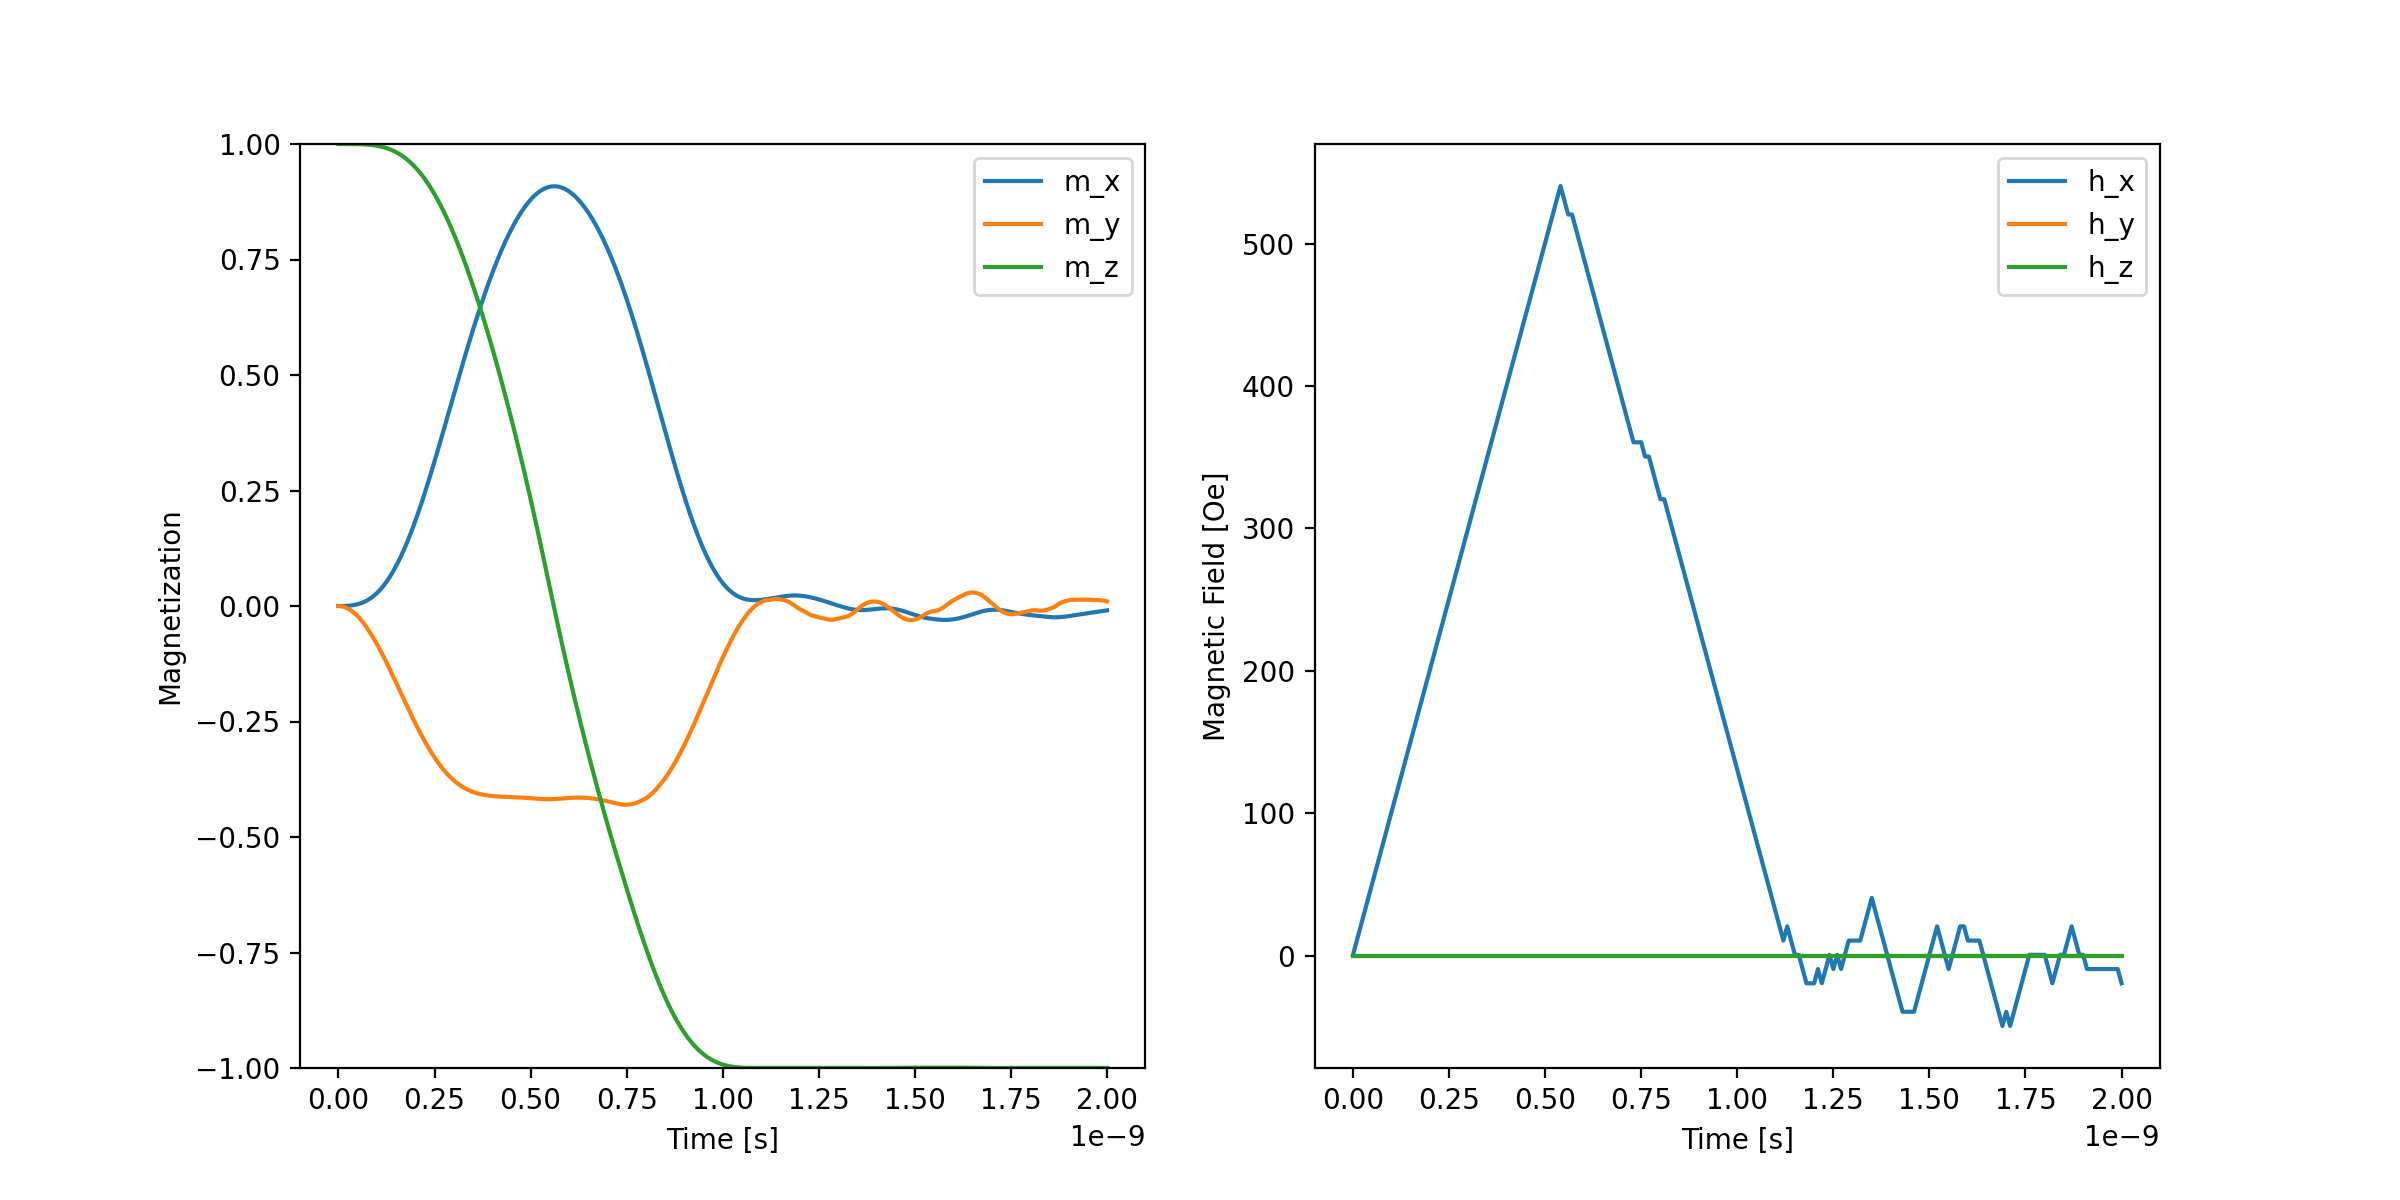 1.00
0.75
0.50
0.25
0.00
−0.25
−0.50
−0.75
−1.00
Magnetization
m_x
m_y
m_z
0.00 0.25 0.50 0.75 1.00 1.25 1.50 1.75 2.00
Time [s]
1e−9
500
400
300
200
100
0
Magnetic Field [Oe]
h_x
h_y
h_z
0.00 0.25 0.50 0.75 1.00 1.25 1.50 1.75 2.00
Time [s]
1e−9